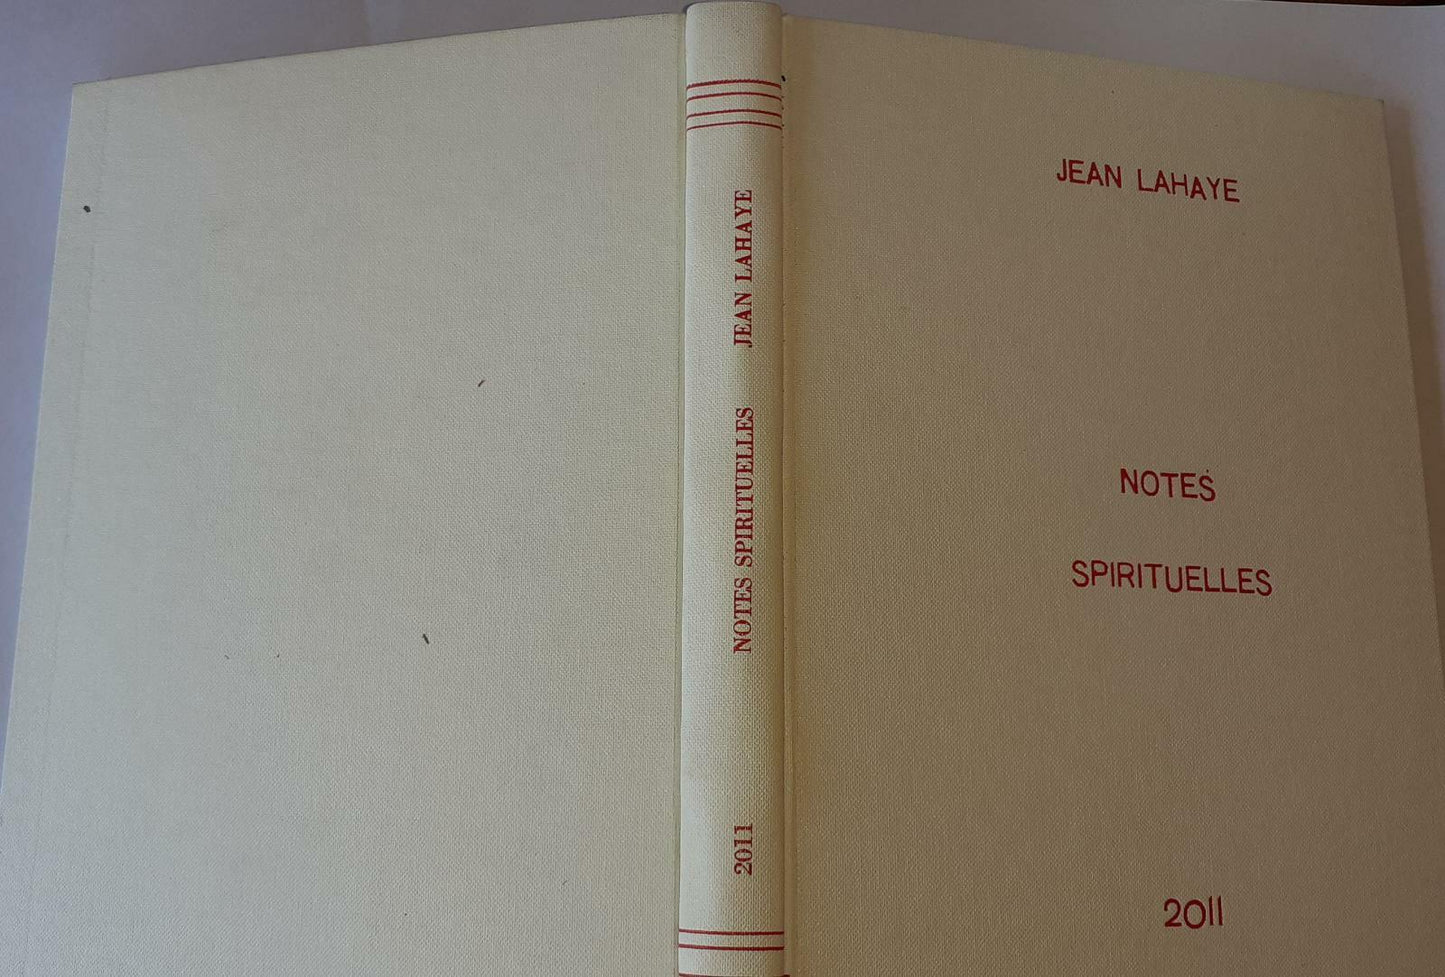 JEAN LAHAYE
NOTES
SPIRITUELLES
2011
NOTES SPIRITUELLES JEAN LAHAYE
2011